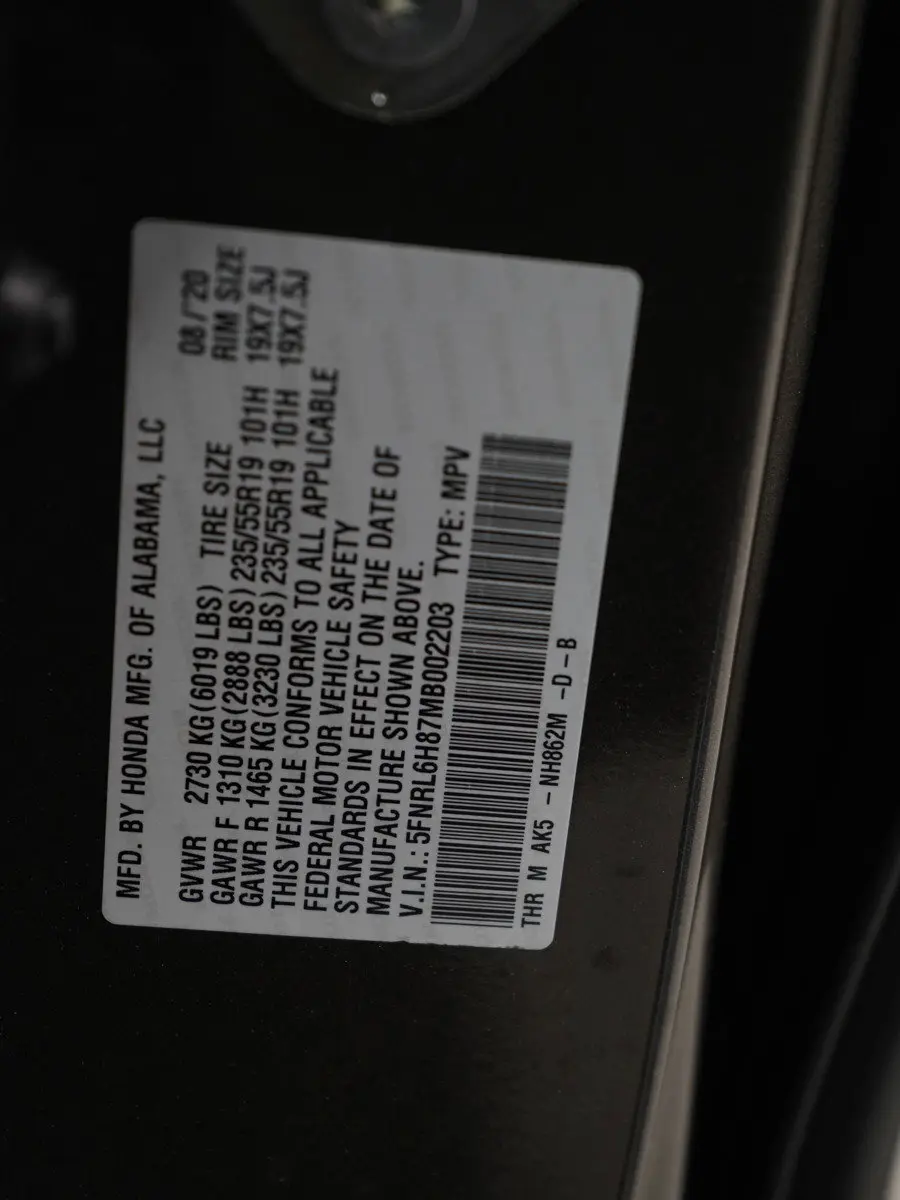 MFD. BY HONDA MFG. OF ALABAMA, LLC
08/'20
GVWR 2730 KG(6019 LBS) TIRE SIZE RIM SIZE
GAWR F 1310 KG(2888 LBS)235/55R19 101H 19X7.5J
GAWR R 1465 KG(3230 LBS)235/55R19 101H 19X7.5J
THIS VEHICLE CONFORMS TO ALL APPLICABLE
FEDERAL MOTOR VEHICLE SAFETY
STANDARDS IN EFFECT ON THE DATE OF
MANUFACTURE SHOWN ABOVE.
V.I.N.: 5FNRL6H87MB002203 TYPE: MPV
THR M AK5 -NH862M -D-B